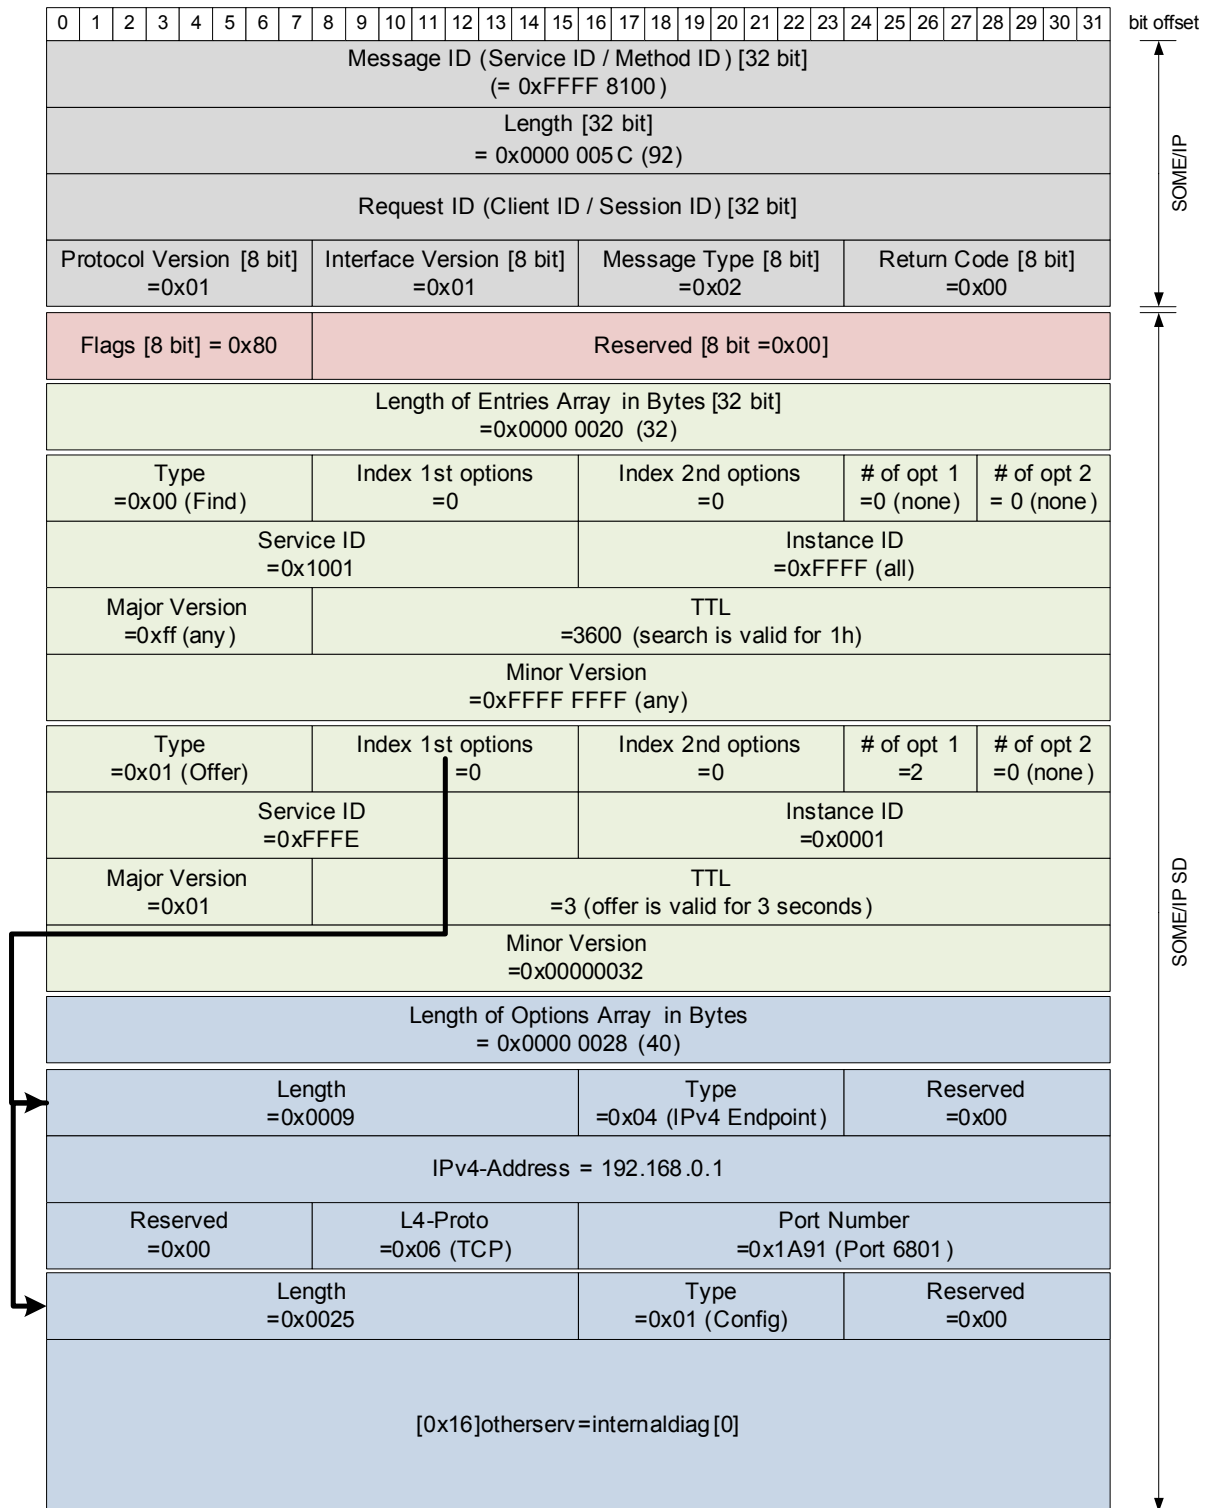 0 1 2 3 4 5 6 7 8 9 10 11 12 13 14 15 16 17 18 19 20 21 22 23 24 25 26 27 28 29 30 31 bit offset
Message ID (Service ID / Method ID) [32 bit]
(= 0xFFFF 8100)
Length [32 bit]
= 0x0000 005C (92)
Request ID (Client ID / Session ID) [32 bit]
Protocol Version [8 bit] Interface Version [8 bit] Message Type [8 bit] Return Code [8 bit]
=0x01 =0x01 =0x02 =0x00
SOME/IP
Flags [8 bit] = 0x80 Reserved [8 bit =0x00]
Length of Entries Array in Bytes [32 bit]
=0x0000 0020 (32)
Type Index 1st options Index 2nd options # of opt 1 # of opt 2
=0x00 (Find) =0 =0 =0 (none) = 0 (none)
Service ID Instance ID
=0x1001 =0xFFFF (all)
Major Version TTL
=0xff (any) =3600 (search is valid for 1h)
Minor Version
=0xFFFF FFFF (any)
Type Index 1st options Index 2nd options # of opt 1 # of opt 2
=0x01 (Offer) =0 =0 =2 =0 (none)
Service ID Instance ID
=0xFFFE =0x0001
Major Version TTL
=0x01 =3 (offer is valid for 3 seconds)
Minor Version
=0x00000032
SOME/IP SD
Length of Options Array in Bytes
= 0x0000 0028 (40)
Length Type Reserved
=0x0009 =0x04 (IPv4 Endpoint) =0x00
IPv4-Address = 192.168.0.1
Reserved L4-Proto Port Number
=0x00 =0x06 (TCP) =0x1A91 (Port 6801)
Length Type Reserved
=0x0025 =0x01 (Config) =0x00
[0x16]otherserv=internaldiag[0]